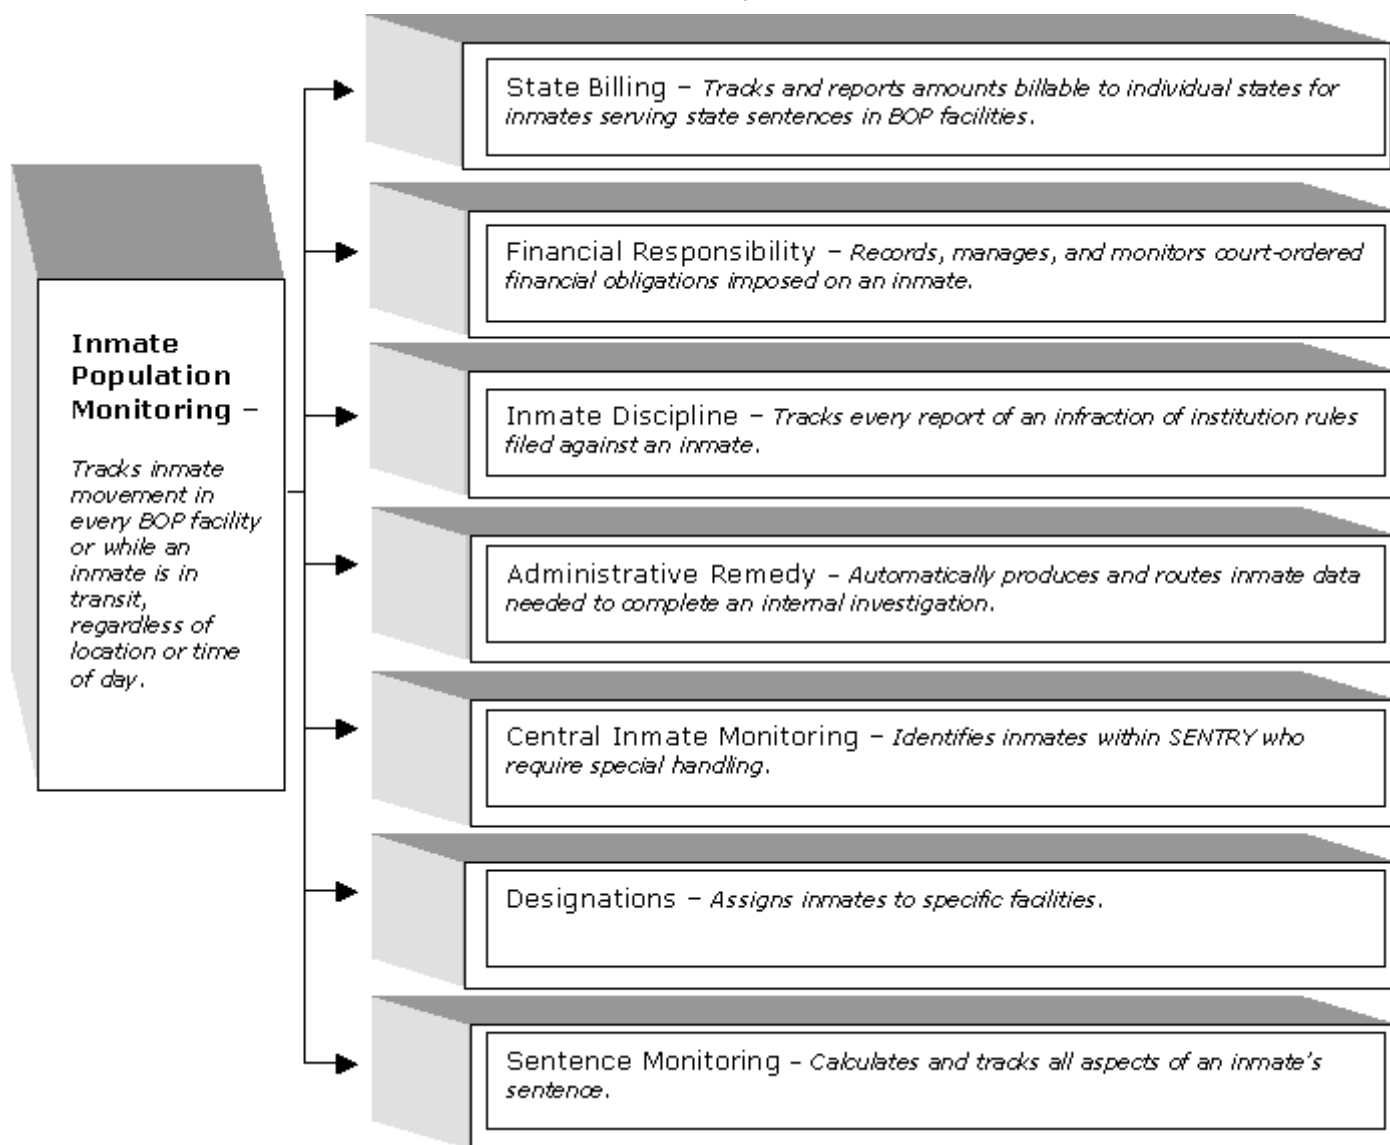 Inmate
Population
Monitoring –
Tracks inmate
movement in
every BOP facility
or while an
inmate is in
transit,
regardless of
location or time
of day.
State Billing – Tracks and reports amounts billable to individual states for
inmates serving state sentences in BOP facilities.
Financial Responsibility – Records, manages, and monitors court-ordered
financial obligations imposed on an inmate.
Inmate Discipline – Tracks every report of an infraction of institution rules
filed against an inmate.
Administrative Remedy – Automatically produces and routes inmate data
needed to complete an internal investigation.
Central Inmate Monitoring – Identifies inmates within SENTRY who
require special handling.
Designations – Assigns inmates to specific facilities.
Sentence Monitoring – Calculates and tracks all aspects of an inmate's
sentence.